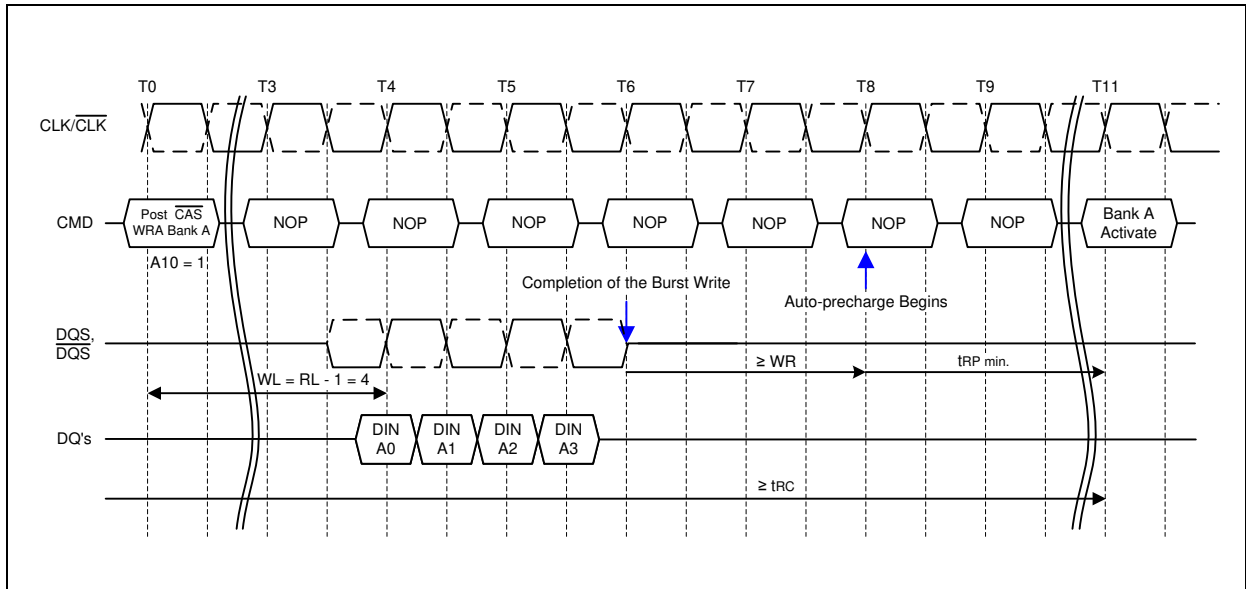 T0 T3 T4 T5 T6 T7 T8 T9 T11
CLK/CLK
CMD
Post CAS
WRA Bank A
NOP NOP NOP NOP NOP NOP NOP
Bank A
Activate
A10 = 1
Completion of the Burst Write
Auto-precharge Begins
DQS,
DQS
≥ WR
tRP min.
WL = RL - 1 = 4
DQ's
DIN
A0
DIN
A1
DIN
A2
DIN
A3
≥ tRC